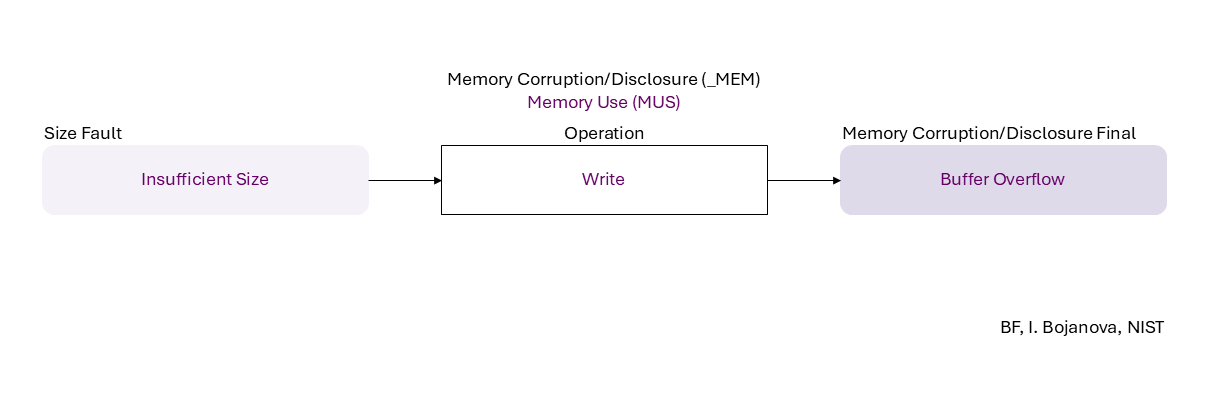 Memory Corruption/Disclosure (_MEM)
Memory Use (MUS)
Size Fault
Operation
Memory Corruption/Disclosure Final
Insufficient Size
Write
Buffer Overflow
BF, I. Bojanova, NIST